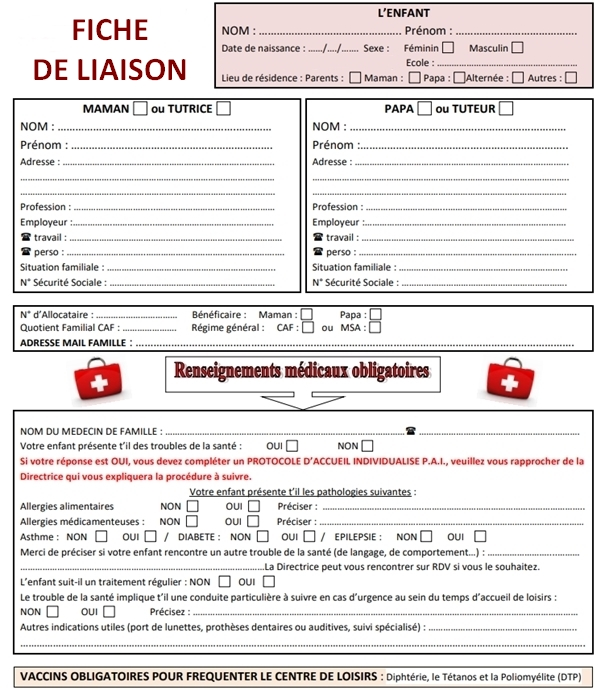 FICHE
DE LIAISON
L'ENFANT
NOM : ……………………………………… Prénom : …………………………
Date de naissance : ……/…./……. Sexe : Féminin ☐ Masculin ☐
Ecole : ……………………………………
Lieu de résidence : Parents : ☐ Maman : ☐ Papa : ☐ Alternée : ☐ Autres : ☐
MAMAN ☐ ou TUTRICE ☐
NOM : ………………………………………………………
Prénom : ……………………………………………………
Adresse : ……………………………………………………………
……………………………………………………………………………
……………………………………………………………………………
Profession : …………………………………………………………
Employeur :…………………………………………………………
☎ travail : ……………………………………………………………
☎ perso : ……………………………………………………………
Situation familiale : ………………………………………………
N° Sécurité Sociale : ………………………………………………
PAPA ☐ ou TUTEUR ☐
NOM : ………………………………………………………
Prénom :……………………………………………………
Adresse : ……………………………………………………………
……………………………………………………………………………
……………………………………………………………………………
Profession : …………………………………………………………
Employeur : …………………………………………………………
☎ travail : ……………………………………………………………
☎ perso : ……………………………………………………………
Situation familiale : ………………………………………………
N° Sécurité Sociale : ………………………………………………
N° d'Allocataire : …………………………… Bénéficaire : Maman : ☐ Papa : ☐
Quotient Familial CAF : …………………. Régime général : CAF : ☐ ou MSA : ☐
ADRESSE MAIL FAMILLE : ……………………………………………………………………………………
Renseignements médicaux obligatoires
NOM DU MEDECIN DE FAMILLE : ……………………………………………………………☎ ……………………………………
Votre enfant présente t'il des troubles de la santé : OUI ☐ NON ☐
Si votre réponse est OUI, vous devez compléter un PROTOCOLE D'ACCUEIL INDIVIDUALISE P.A.I., veuillez vous rapprocher de la
Directrice qui vous expliquera la procédure à suivre.
Votre enfant présente t'il les pathologies suivantes :
Allergies alimentaires NON ☐ OUI ☐ Préciser : ……………………………………………………
Allergies médicamenteuses : NON ☐ OUI ☐ Préciser : ……………………………………………………
Asthme : NON ☐ OUI ☐ / DIABETE : NON ☐ OUI ☐ / EPILEPSIE : NON ☐ OUI ☐
Merci de préciser si votre enfant rencontre un autre trouble de la santé (de langage, de comportement…) : ……………………
…………………………………………………………………La Directrice peut vous rencontrer sur RDV si vous le souhaitez.
L'enfant suit-il un traitement régulier : NON ☐ OUI ☐
Le trouble de la santé implique t'il une conduite particulière à suivre en cas d'urgence au sein du temps d'accueil de loisirs :
NON ☐ OUI ☐ Précisez : ……………………………………………………………………………………
Autres indications utiles (port de lunettes, prothèses dentaires ou auditives, suivi spécialisé) : ……………………………………
……………………………………………………………………………………………………………………………………
VACCINS OBLIGATOIRES POUR FREQUENTER LE CENTRE DE LOISIRS : Diphtérie, le Tétanos et la Poliomyélite (DTP)